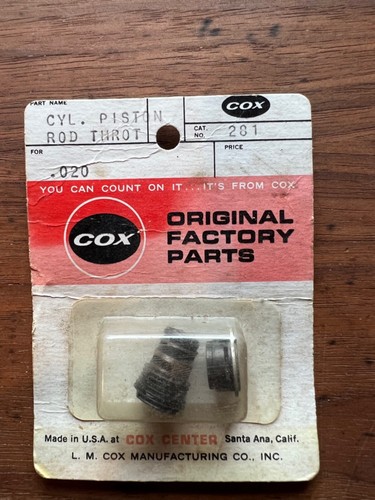 PART NAME
CYL. PISTON
ROD THROT
COX
CAT. NO. 281
FOR
.020
PRICE
YOU CAN COUNT ON IT...IT'S FROM COX
COX
ORIGINAL
FACTORY
PARTS
Made in U.S.A. at COX CENTER, Santa Ana, Calif.
L. M. COX MANUFACTURING CO., INC.